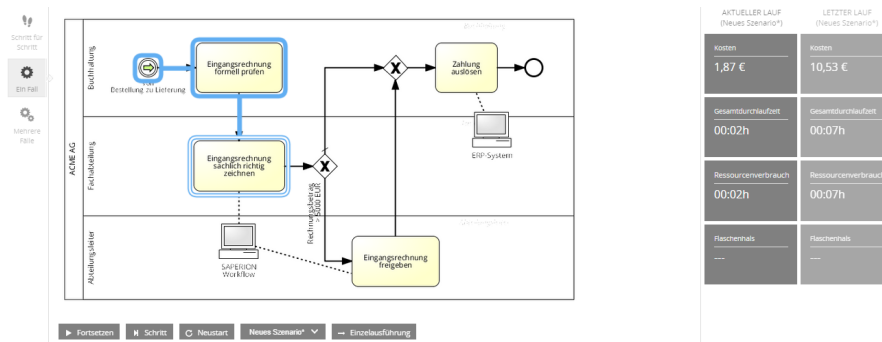 Schritt für
Schritt
Ein Fall
Mehrere
Fälle
ACME AG
Buchhaltung
Fachabteilung
Abteilungsleiter
Destellung zu Lieferung
Eingangsrechnung
formell prüfen
Eingangsrechnung
sachlich richtig
zeichnen
Rechnungsbetrag
> 5000 EUR
X
X
Zahlung
auslösen
ERP-System
SAPERION
Workflow
Eingangsrechnung
freigeben
Fortsetzen
Schritt
Neustart
Neues Szenario*
Einzelausführung
AKTUELLER LAUF
(Neues Szenario*)
Kosten
1,87 €
Gesamtdurchlaufzeit
00:02h
Ressourcenverbrauch
00:02h
Flaschenhals
---
LETZTER LAUF
(Neues Szenario*)
Kosten
10,53 €
Gesamtdurchlaufzeit
00:07h
Ressourcenverbrauch
00:07h
Flaschenhals
---